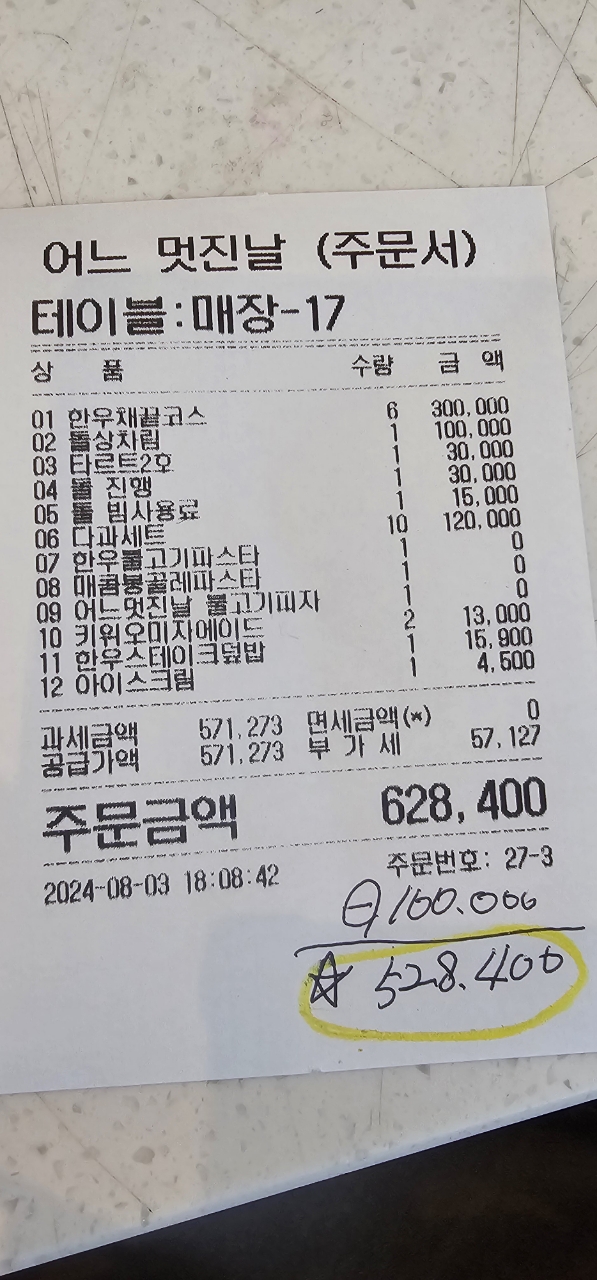 어느 멋진날 (주문서)
테이블:매장-17
상 품 수량 금 액
01 한우채끝코스 6 300,000
02 돌상차림 1 100,000
03 타르트2호 1 30,000
04 돌 진행 1 30,000
05 돌 빔사용료 1 15,000
06 다과세트 10 120,000
07 한우불고기파스타 1 0
08 매콤봉골레파스타 1 0
09 어느멋진날 불고기피자 1 0
10 키위오미자에이드 2 13,000
11 한우스테이크덮밥 1 15,900
12 아이스크림 1 4,500
과세금액 571,273 면세금액(*) 0
공급가액 571,273 부 가 세 57,127
주문금액 628,400
주문번호: 27-3
2024-08-03 18:08:42
⊖100.000
☆ 528.400